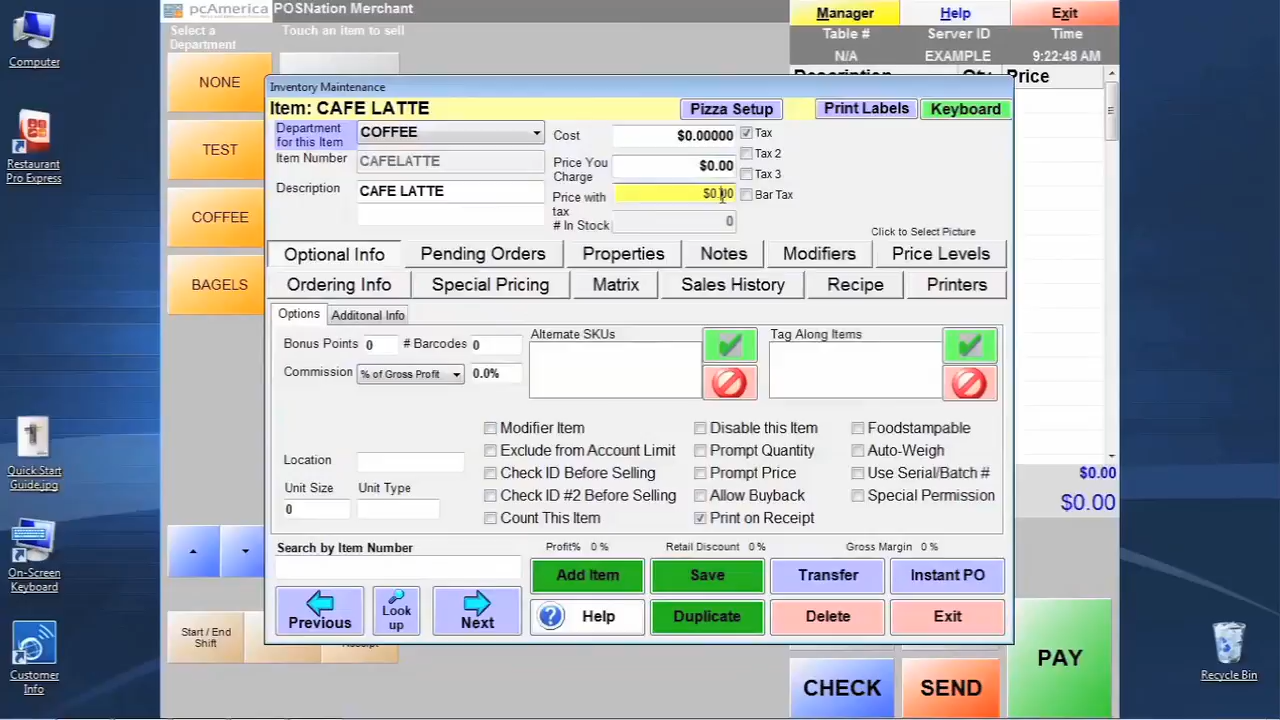 Computer
Restaurant
Pro Express
Quick Start
Guide.jpg
On-Screen
Keyboard
Customer
Info
Recycle Bin
pcAmerica
POSNation Merchant
Select a
Department
Touch an Item to sell
NONE
TEST
COFFEE
BAGELS
Start / End
Shift
Manager
Help
Exit
Table #
Server ID
Time
N/A
EXAMPLE
9:22:48 AM
Description
Qty
Price
$0.00
$0.00
CHECK
SEND
PAY
Inventory Maintenance
Item: CAFE LATTE
Pizza Setup
Print Labels
Keyboard
Department
for this Item
COFFEE
Item Number
CAFELATTE
Description
CAFE LATTE
Cost
$0.00000
Price You
Charge
$0.00
Price with
tax
$0.00
# In Stock
0
Tax
Tax 2
Tax 3
Bar Tax
Click to Select Picture
Optional Info
Pending Orders
Properties
Notes
Modifiers
Price Levels
Ordering Info
Special Pricing
Matrix
Sales History
Recipe
Printers
Options
Additonal Info
Bonus Points
0
# Barcodes
0
Commission
% of Gross Profit
0.0%
Alternate SKUs
Tag Along Items
Location
Unit Size
Unit Type
0
Modifier Item
Exclude from Account Limit
Check ID Before Selling
Check ID #2 Before Selling
Count This Item
Disable this Item
Prompt Quantity
Prompt Price
Allow Buyback
Print on Receipt
Foodstampable
Auto-Weigh
Use Serial/Batch #
Special Permission
Search by Item Number
Profit% 0 %
Retail Discount 0 %
Gross Margin 0 %
Add Item
Save
Transfer
Instant PO
Previous
Look
up
Next
Help
Duplicate
Delete
Exit